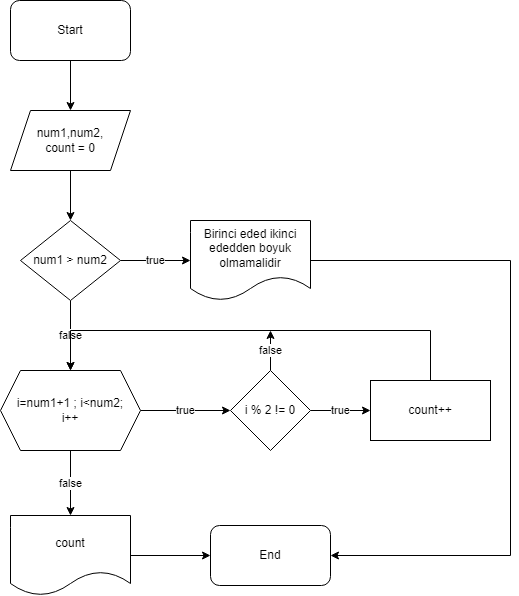 Start
num1,num2,
count = 0
num1 > num2
true
Birinci eded ikinci
ededden boyuk
olmamalidir
false
false
i=num1+1 ; i<num2;
i++
true
i % 2 != 0
true
count++
false
count
End